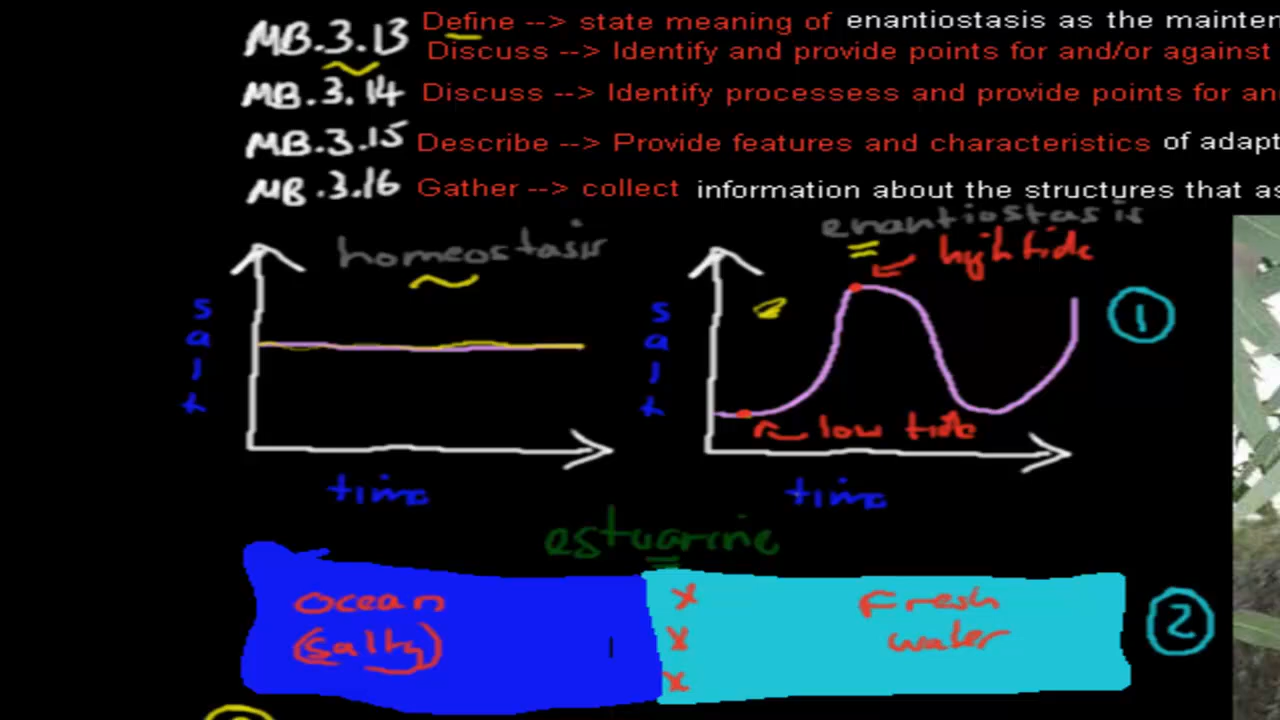 MB.3.13 Define --> state meaning of enantiostasis as the mainten
Discuss --> Identify and provide points for and/or against
MB.3.14 Discuss --> Identify processess and provide points for an
MB.3.15 Describe --> Provide features and characteristics of adapt
MB.3.16 Gather --> collect information about the structures that as
homeostasis
enantiostasis
high tide
salt
salt
1
low tide
time
time
estuarine
Ocean
(salty)
x
x
x
Fresh
water
2